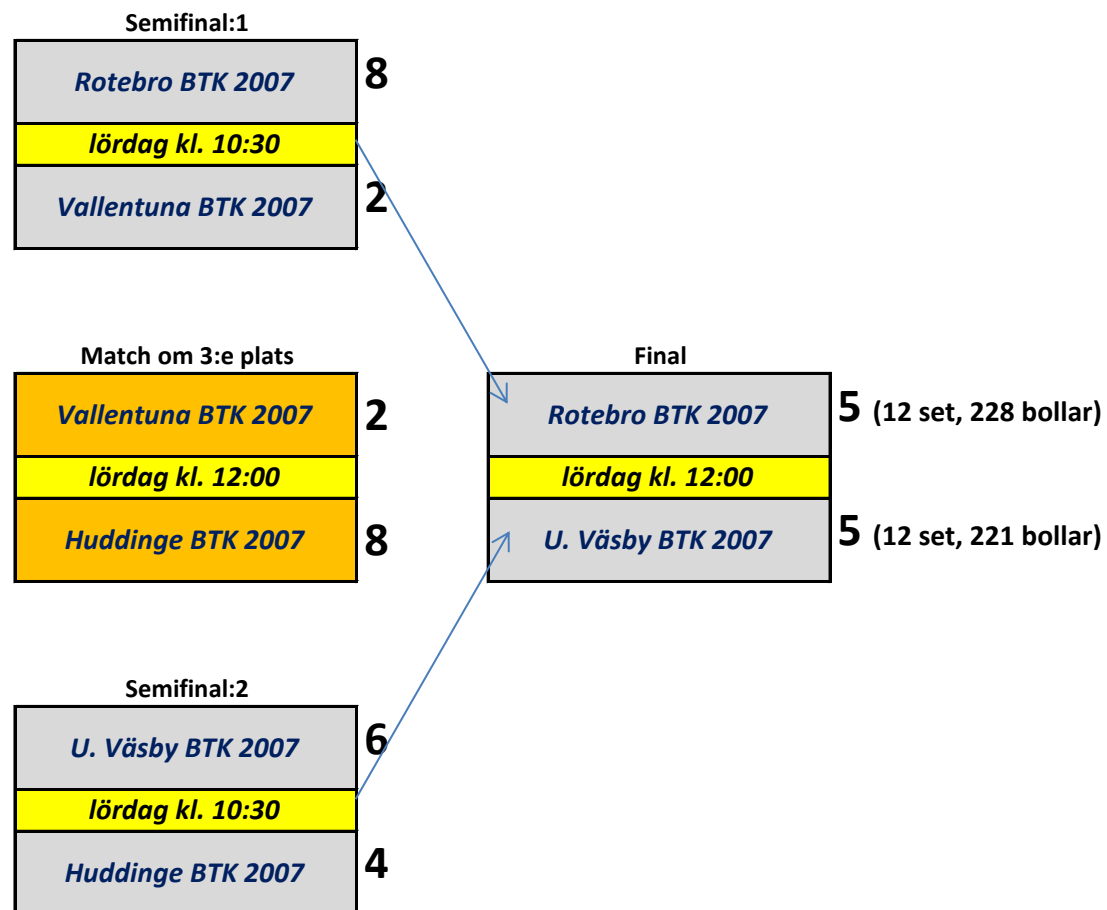 Semifinal:1
Rotebro BTK 2007 8
lördag kl. 10:30
Vallentuna BTK 2007 2
Match om 3:e plats
Vallentuna BTK 2007 2
lördag kl. 12:00
Huddinge BTK 2007 8
Final
Rotebro BTK 2007 5 (12 set, 228 bollar)
lördag kl. 12:00
U. Väsby BTK 2007 5 (12 set, 221 bollar)
Semifinal:2
U. Väsby BTK 2007 6
lördag kl. 10:30
Huddinge BTK 2007 4